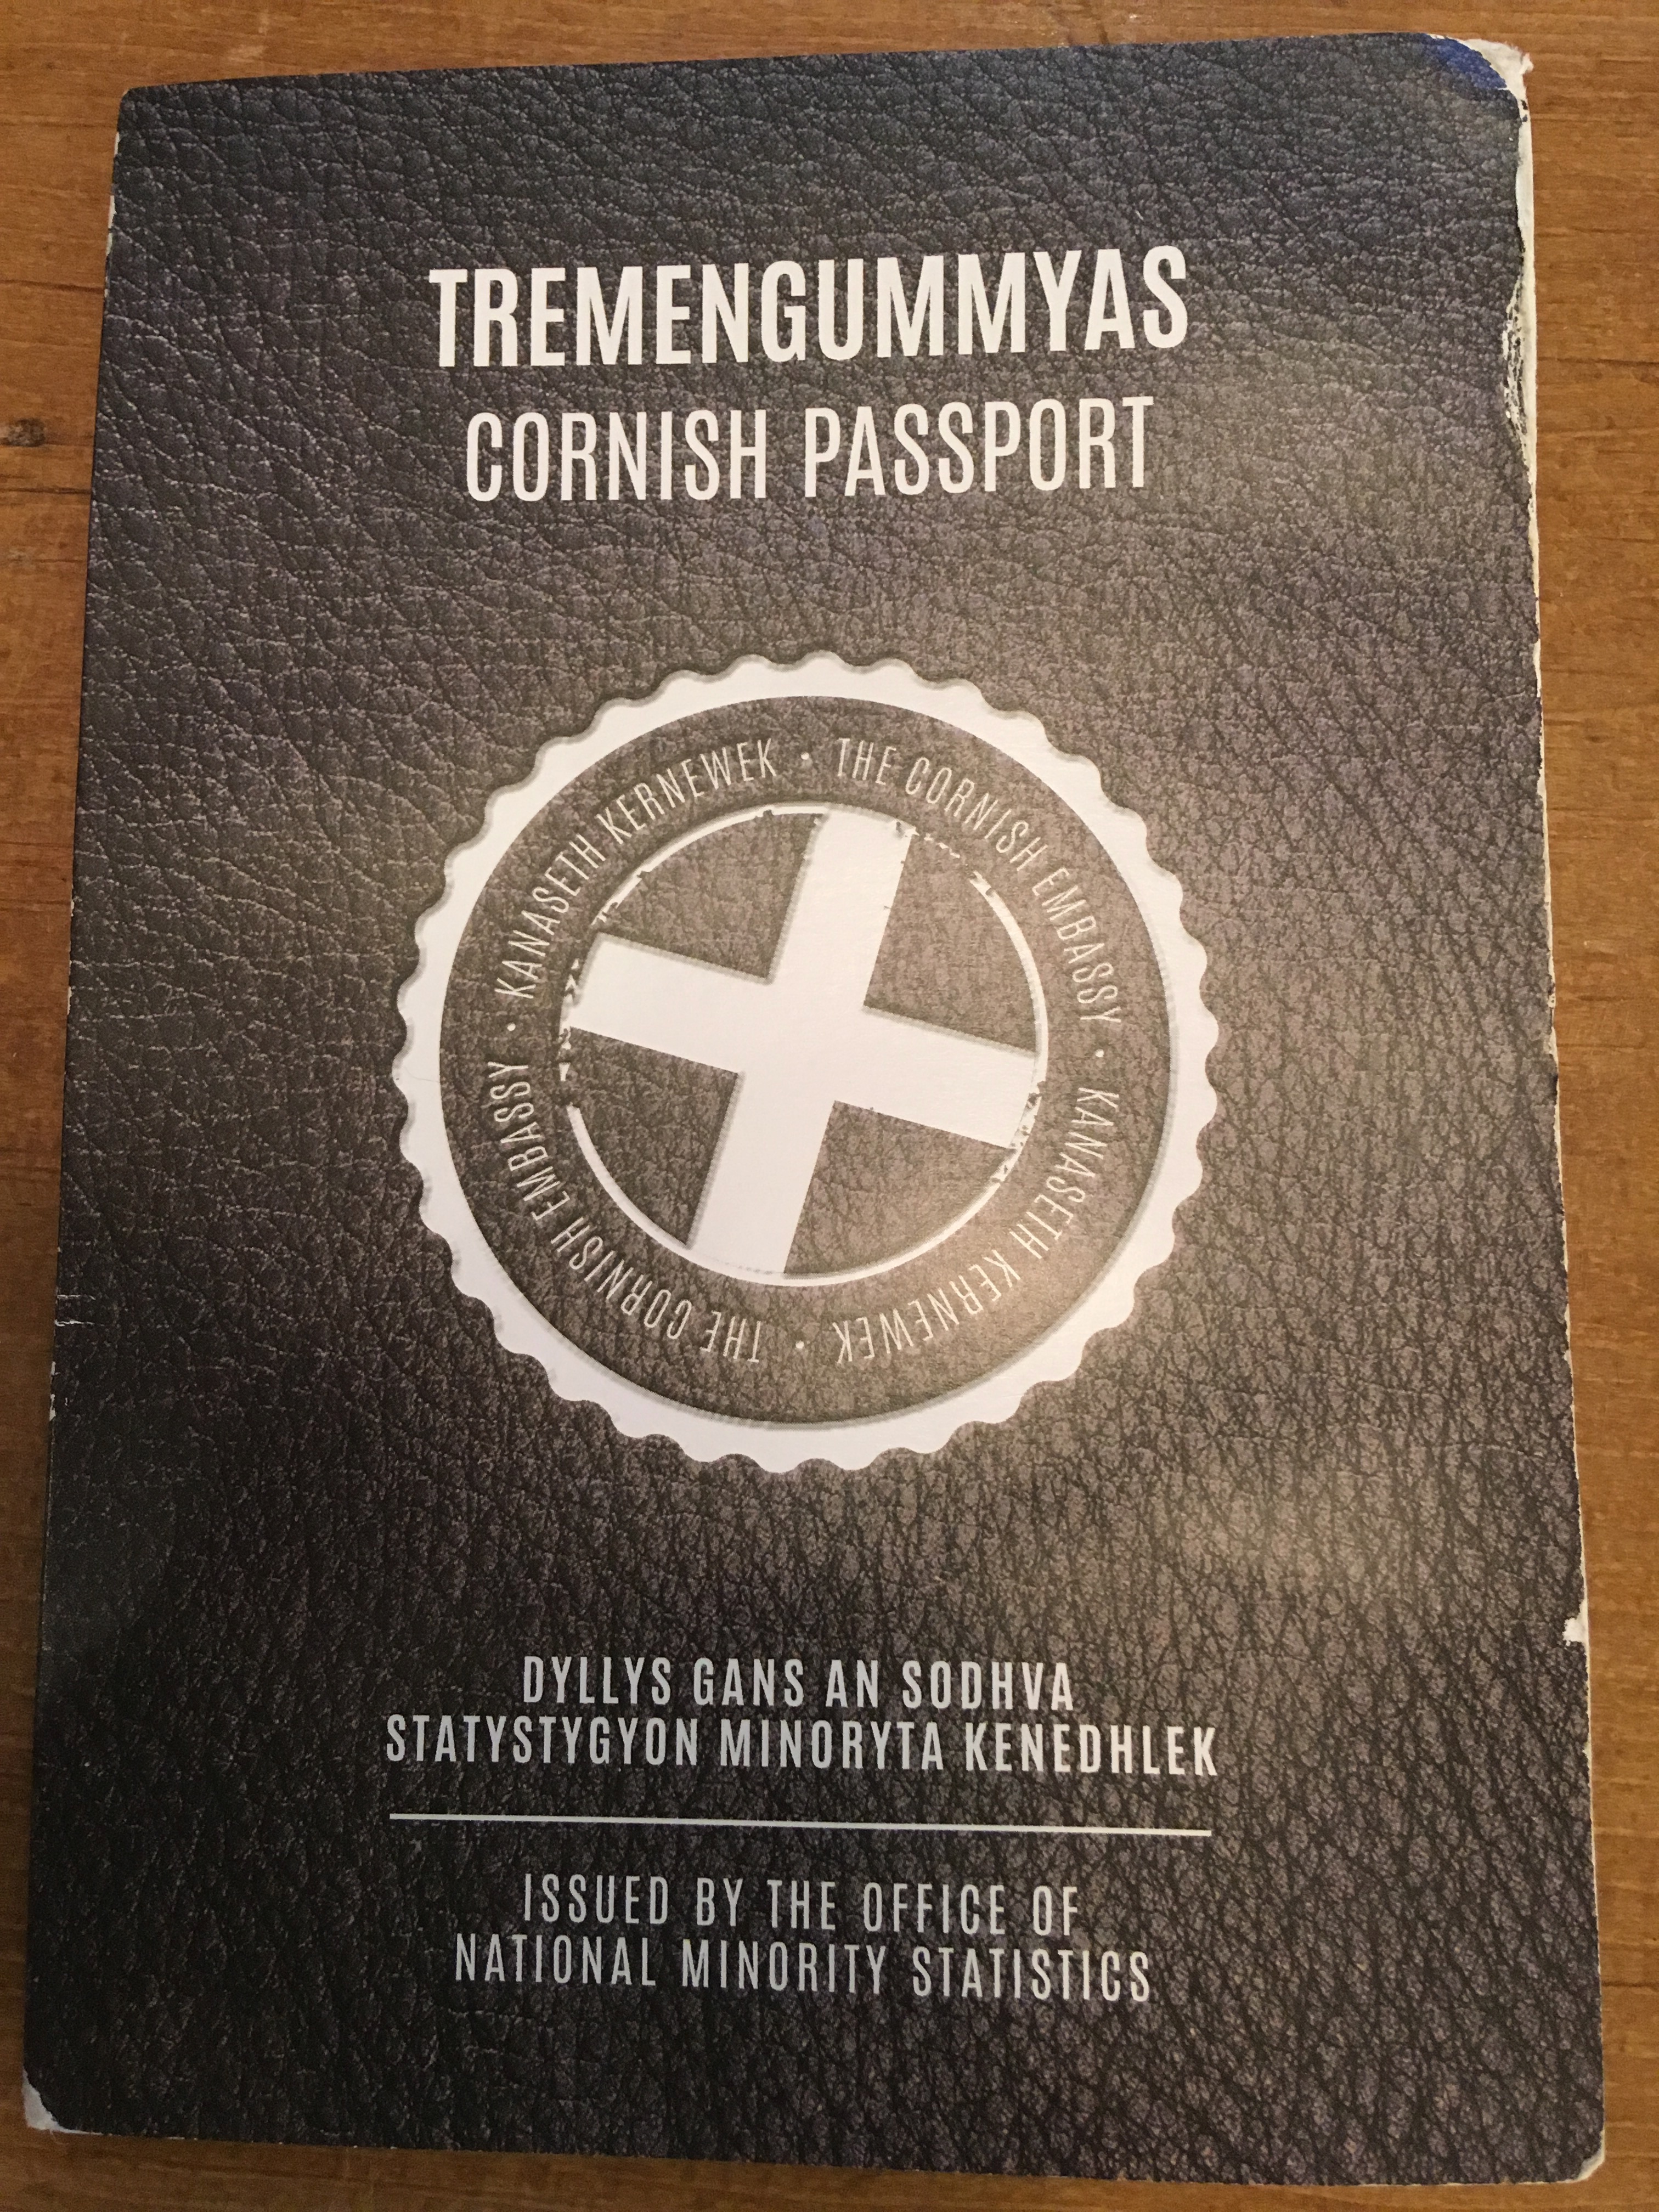 TREMENGUMMYAS
CORNISH PASSPORT
KANASETH KERNEWEK • THE CORNISH EMBASSY • KANASETH KERNEWEK • THE CORNISH EMBASSY •
DYLLYS GANS AN SODHVA
STATYSTYGYON MINORYTA KENEDHLEK
ISSUED BY THE OFFICE OF
NATIONAL MINORITY STATISTICS